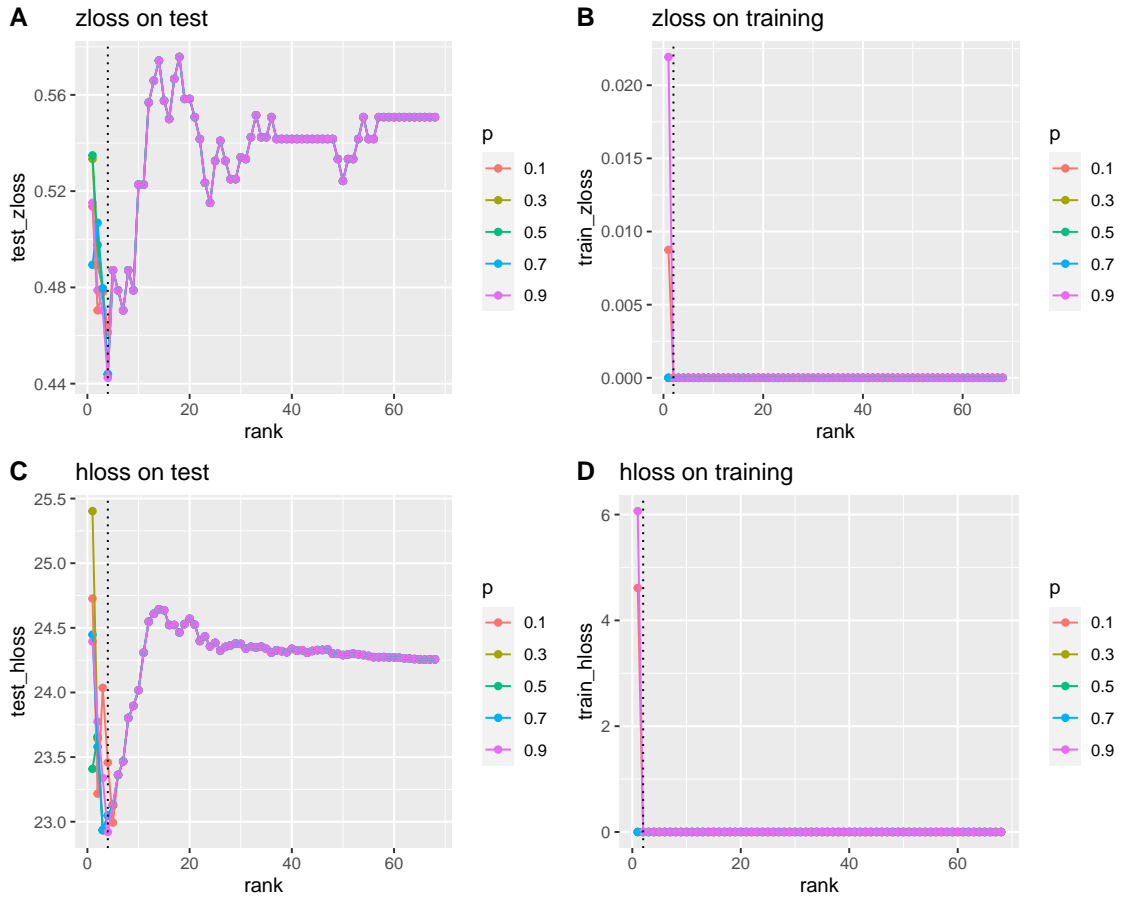 A zloss on test
test_zloss
0.56
0.52
0.48
0.44
0 20 40 60
rank
p
0.1
0.3
0.5
0.7
0.9
B zloss on training
train_zloss
0.020
0.015
0.010
0.005
0.000
0 20 40 60
rank
p
0.1
0.3
0.5
0.7
0.9
C hloss on test
test_hloss
25.5
25.0
24.5
24.0
23.5
23.0
0 20 40 60
rank
p
0.1
0.3
0.5
0.7
0.9
D hloss on training
train_hloss
6
4
2
0
0 20 40 60
rank
p
0.1
0.3
0.5
0.7
0.9